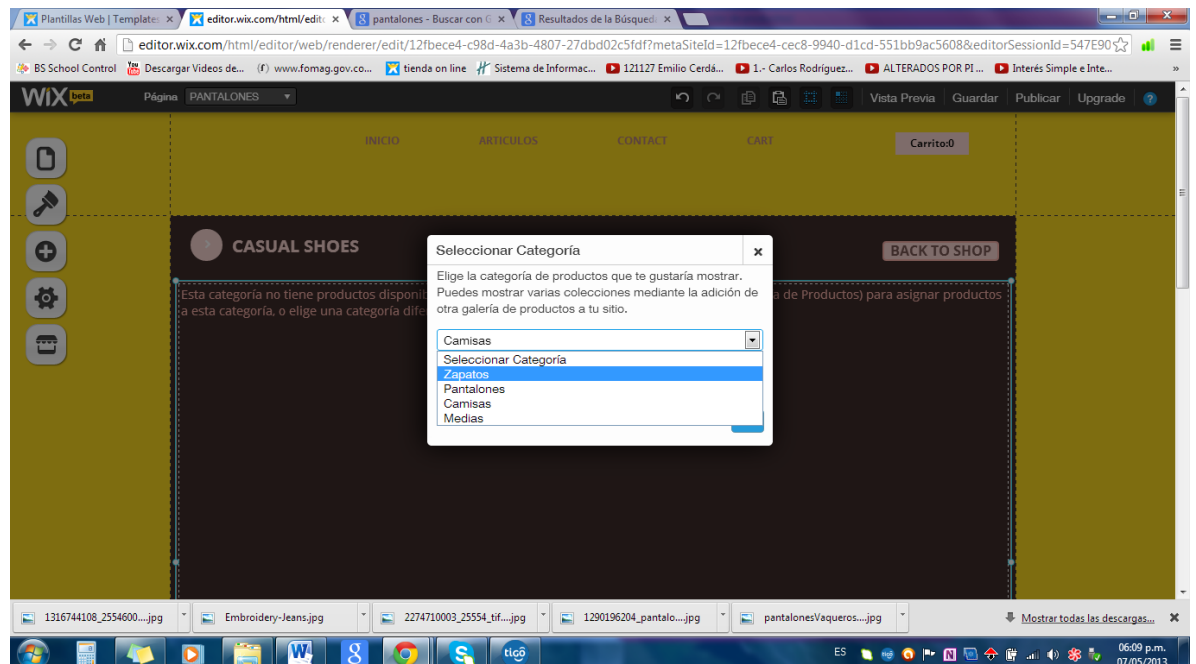 Plantillas Web | Templates
editor.wix.com/html/edito
pantalones - Buscar con G
Resultados de la Búsqueda
editor.wix.com/html/editor/web/renderer/edit/12fbece4-c98d-4a3b-4807-27dbd02c5fdf?metaSiteId=12fbece4-cec8-9940-d1cd-551bb9ac5608&editorSessionId=547E90
BS School Control
Descargar Videos de...
www.fomag.gov.co...
tienda on line
Sistema de Informac...
121127 Emilio Cerdá...
1.- Carlos Rodríguez...
ALTERADOS POR PI ...
Interés Simple e Inte...
»
WiX beta
Página PANTALONES
Vista Previa
Guardar
Publicar
Upgrade
?
INICIO ARTICULOS CONTACT CART
Carrito:0
CASUAL SHOES
BACK TO SHOP
Esta categoría no tiene productos disponib
a de Productos) para asignar productos
a esta categoría, o elige una categoría dife
Seleccionar Categoría
x
Elige la categoría de productos que te gustaría mostrar.
Puedes mostrar varias colecciones mediante la adición de
otra galería de productos a tu sitio.
Camisas
Seleccionar Categoría
Zapatos
Pantalones
Camisas
Medias
1316744108_2554600....jpg
Embroidery-Jeans.jpg
2274710003_25554_tif....jpg
1290196204_pantalo....jpg
pantalonesVaqueros....jpg
Mostrar todas las descargas...
tigo
ES
06:09 p.m.
07/05/2013